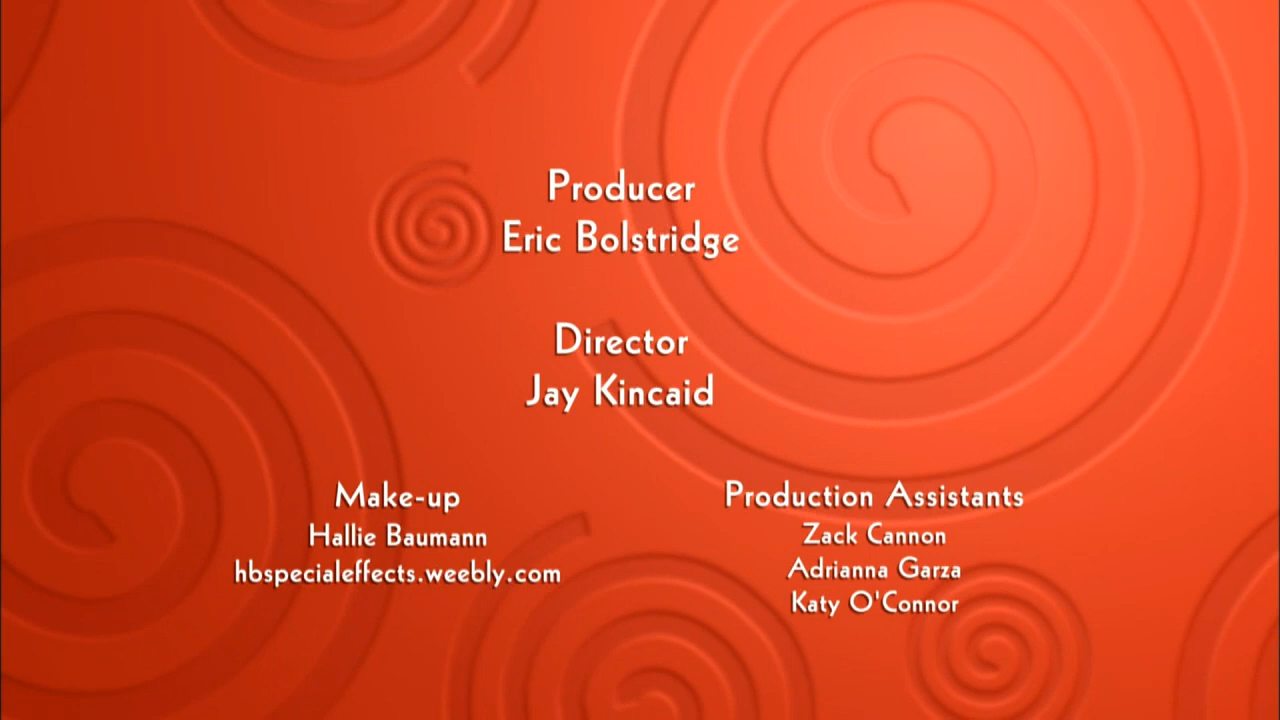 Producer
Eric Bolstridge
Director
Jay Kincaid
Make-up
Hallie Baumann
hbspecialeffects.weebly.com
Production Assistants
Zack Cannon
Adrianna Garza
Katy O'Connor